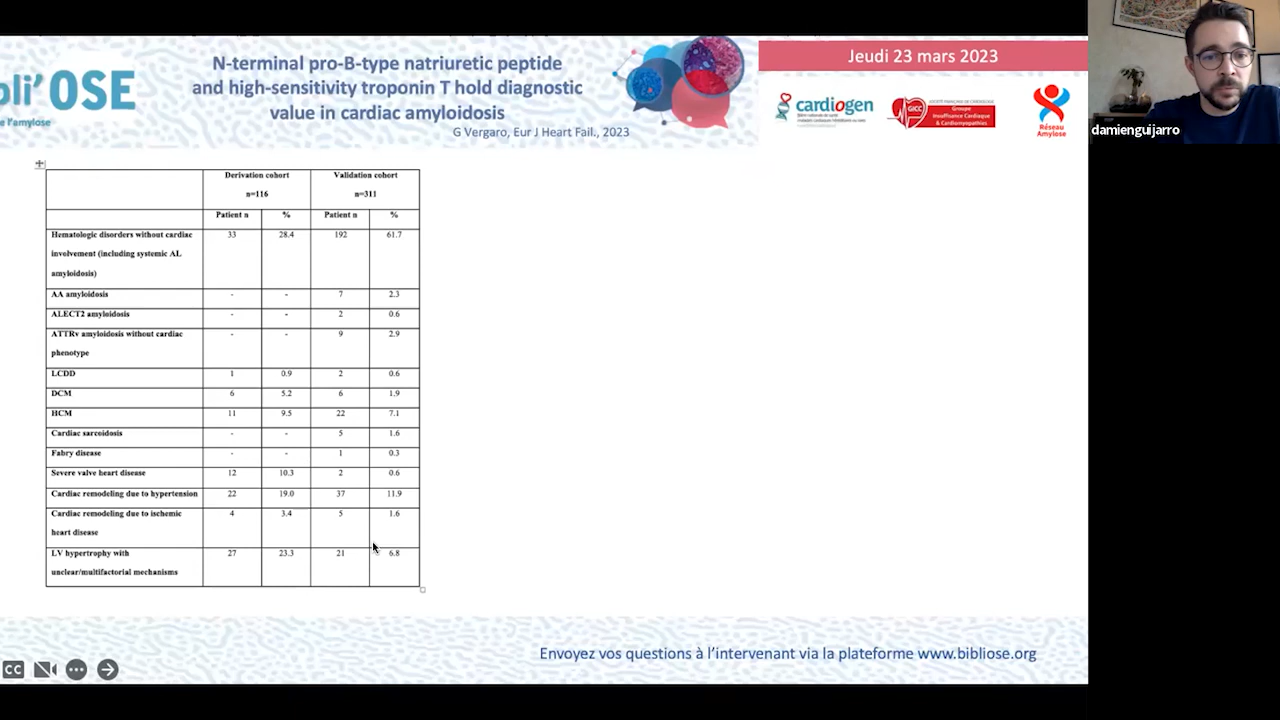 bli'OSE
e l'amylose
N-terminal pro-B-type natriuretic peptide
and high-sensitivity troponin T hold diagnostic
value in cardiac amyloidosis
G Vergaro, Eur J Heart Fail., 2023
Jeudi 23 mars 2023
cardiogen
GICC
Groupe
Insuffisance Cardiaque
& Cardiomyopathies
Réseau
Amylose
damienguijarro
Derivation cohort
n=116
Validation cohort
n=311
Patient n % Patient n %
Hematologic disorders without cardiac
involvement (including systemic AL
amyloidosis)
33 28.4 192 61.7
AA amyloidosis - - 7 2.3
ALECT2 amyloidosis - - 2 0.6
ATTRv amyloidosis without cardiac
phenotype
- - 9 2.9
LCDD 1 0.9 2 0.6
DCM 6 5.2 6 1.9
HCM 11 9.5 22 7.1
Cardiac sarcoidosis - - 5 1.6
Fabry disease - - 1 0.3
Severe valve heart disease 12 10.3 2 0.6
Cardiac remodeling due to hypertension 22 19.0 37 11.9
Cardiac remodeling due to ischemic
heart disease
4 3.4 5 1.6
LV hypertrophy with
unclear/multifactorial mechanisms
27 23.3 21 6.8
Envoyez vos questions à l'intervenant via la plateforme www.bibliose.org
CC